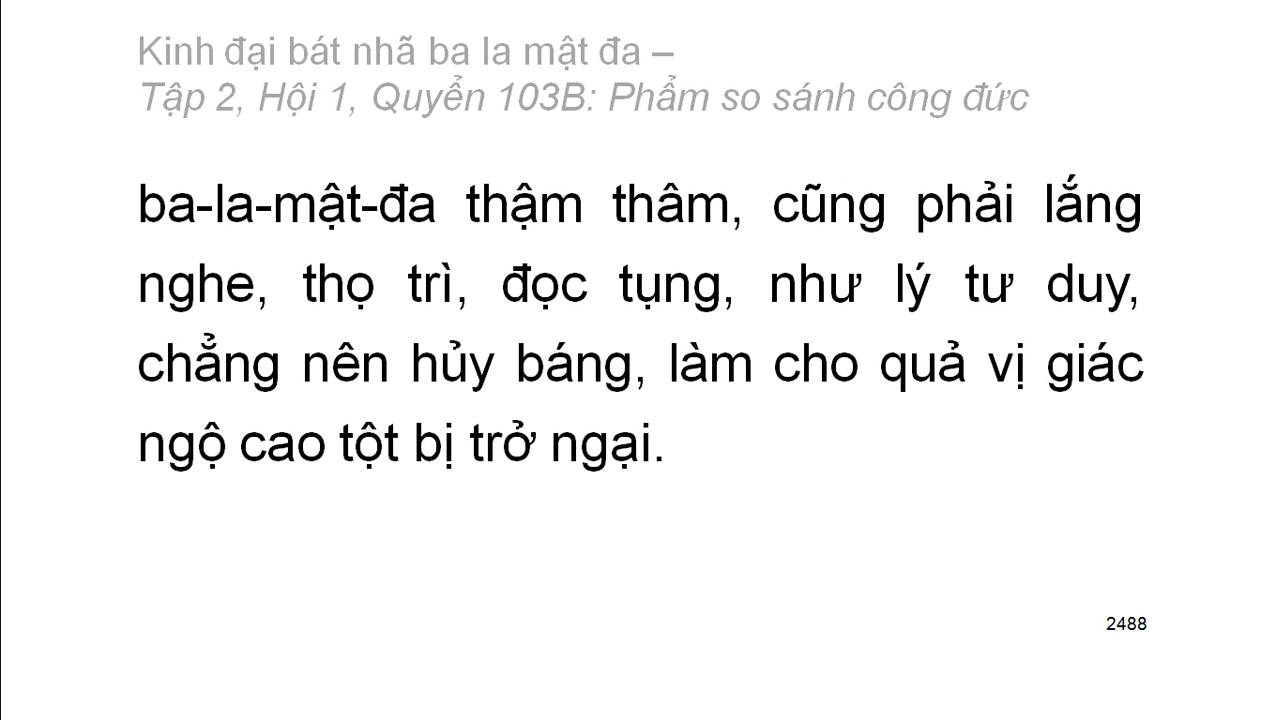 Kinh đại bát nhã ba la mật đa –
Tập 2, Hội 1, Quyển 103B: Phẩm so sánh công đức
ba-la-mật-đa thậm thâm, cũng phải lắng
nghe, thọ trì, đọc tụng, như lý tư duy,
chẳng nên hủy báng, làm cho quả vị giác
ngộ cao tột bị trở ngại.
2488